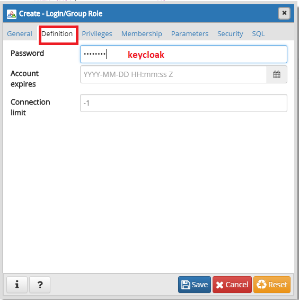 Create - Login/Group Role
General Definition Privileges Membership Parameters Security SQL
Password •••••••• keycloak
Account expires YYYY-MM-DD HH:mm:ss Z
Connection limit -1
i ? Save Cancel Reset